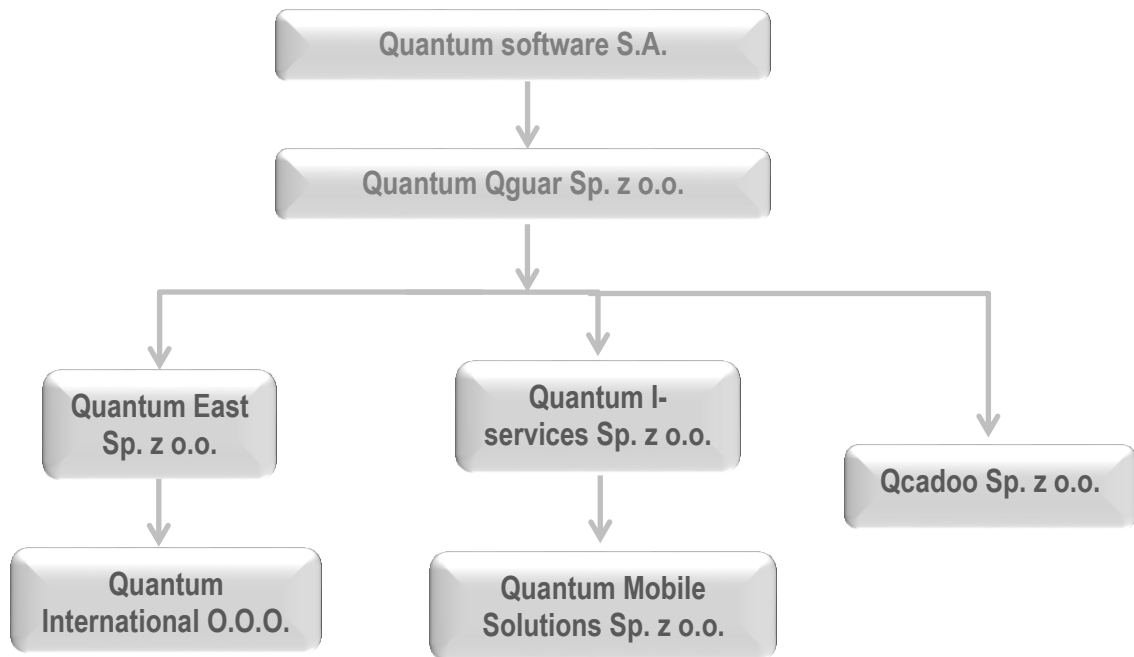 Quantum software S.A.
Quantum Qguar Sp. z o.o.
Quantum East
Sp. z o.o.
Quantum I-
services Sp. z o.o.
Qcadoo Sp. z o.o.
Quantum
International O.O.O.
Quantum Mobile
Solutions Sp. z o.o.